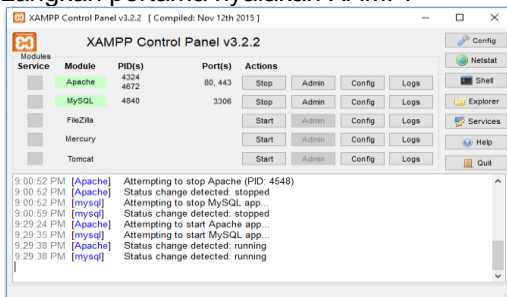 XAMPP Control Panel v3.2.2 [ Compiled: Nov 12th 2015 ]
XAMPP Control Panel v3.2.2
Config
Modules
Service Module PID(s) Port(s) Actions
Netstat
Apache 4324 4672 80, 443 Stop Admin Config Logs
Shell
MySQL 4840 3306 Stop Admin Config Logs
Explorer
FileZilla Start Admin Config Logs
Services
Mercury Start Admin Config Logs
Help
Tomcat Start Admin Config Logs
Quit
9:00:52 PM [Apache] Attempting to stop Apache (PID: 4548)
9:00:52 PM [Apache] Status change detected: stopped
9:00:52 PM [mysql] Attempting to stop MySQL app...
9:00:59 PM [mysql] Status change detected: stopped
9:29:24 PM [Apache] Attempting to start Apache app...
9:29:35 PM [mysql] Attempting to start MySQL app...
9:29:38 PM [Apache] Status change detected: running
9:29:38 PM [mysql] Status change detected: running